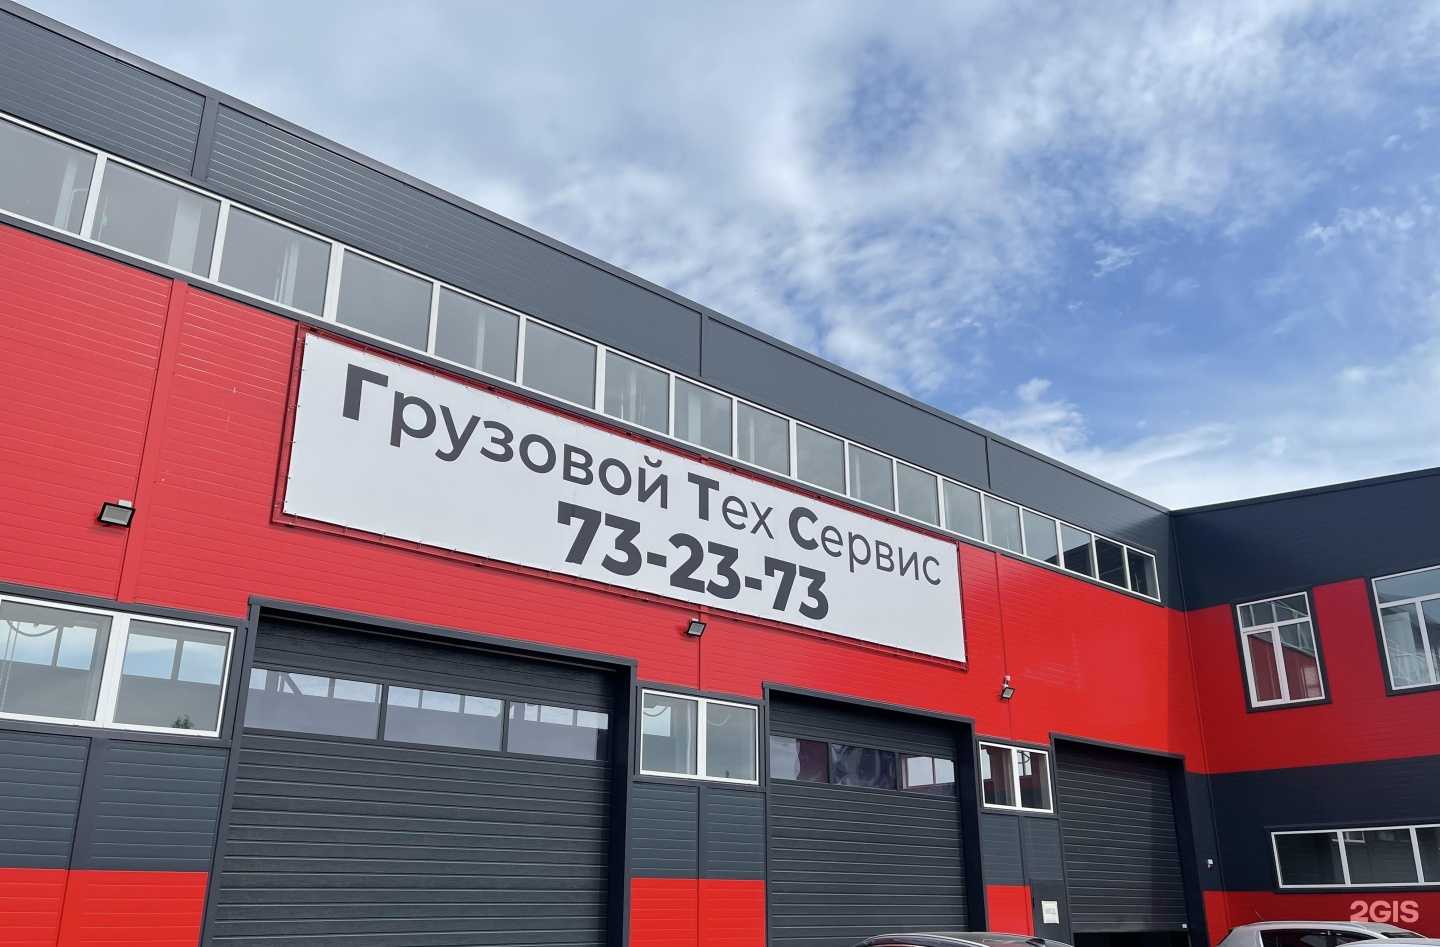 Грузовой Тех Сервис
73-23-73
2GIS